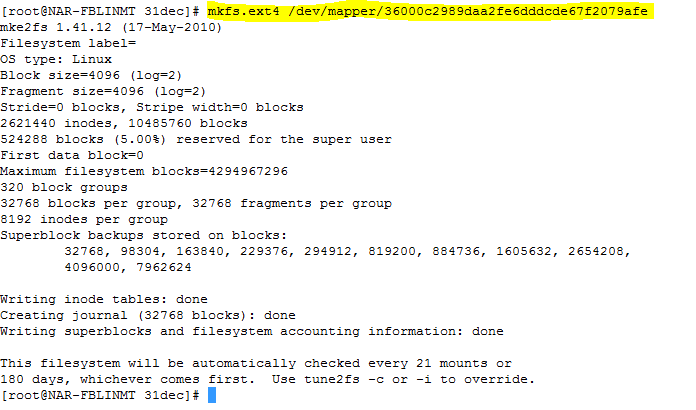 [root@NAR-FBLINMT 31dec]# mkfs.ext4 /dev/mapper/36000c2989daa2fe6dddcde67f2079afe
mke2fs 1.41.12 (17-May-2010)
Filesystem label=
OS type: Linux
Block size=4096 (log=2)
Fragment size=4096 (log=2)
Stride=0 blocks, Stripe width=0 blocks
2621440 inodes, 10485760 blocks
524288 blocks (5.00%) reserved for the super user
First data block=0
Maximum filesystem blocks=4294967296
320 block groups
32768 blocks per group, 32768 fragments per group
8192 inodes per group
Superblock backups stored on blocks:
        32768, 98304, 163840, 229376, 294912, 819200, 884736, 1605632, 2654208,
        4096000, 7962624
Writing inode tables: done
Creating journal (32768 blocks): done
Writing superblocks and filesystem accounting information: done
This filesystem will be automatically checked every 21 mounts or
180 days, whichever comes first.  Use tune2fs -c or -i to override.
[root@NAR-FBLINMT 31dec]#